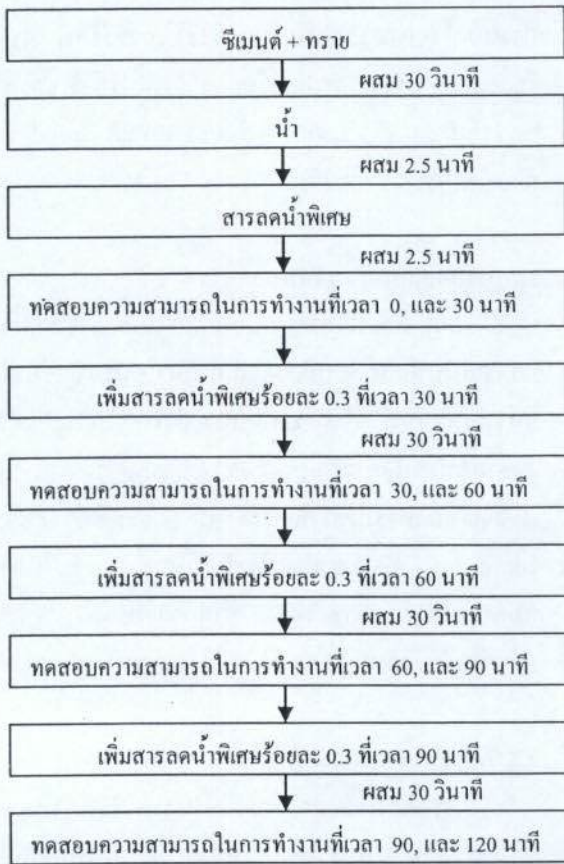 ซีเมนต์ + ทราย
ผสม 30 วินาที
น้ำ
ผสม 2.5 นาที
สารลดน้ำพิเศษ
ผสม 2.5 นาที
ทดสอบความสามารถในการทำงานที่เวลา 0, และ 30 นาที
เพิ่มสารลดน้ำพิเศษร้อยละ 0.3 ที่เวลา 30 นาที
ผสม 30 วินาที
ทดสอบความสามารถในการทำงานที่เวลา 30, และ 60 นาที
เพิ่มสารลดน้ำพิเศษร้อยละ 0.3 ที่เวลา 60 นาที
ผสม 30 วินาที
ทดสอบความสามารถในการทำงานที่เวลา 60, และ 90 นาที
เพิ่มสารลดน้ำพิเศษร้อยละ 0.3 ที่เวลา 90 นาที
ผสม 30 วินาที
ทดสอบความสามารถในการทำงานที่เวลา 90, และ 120 นาที